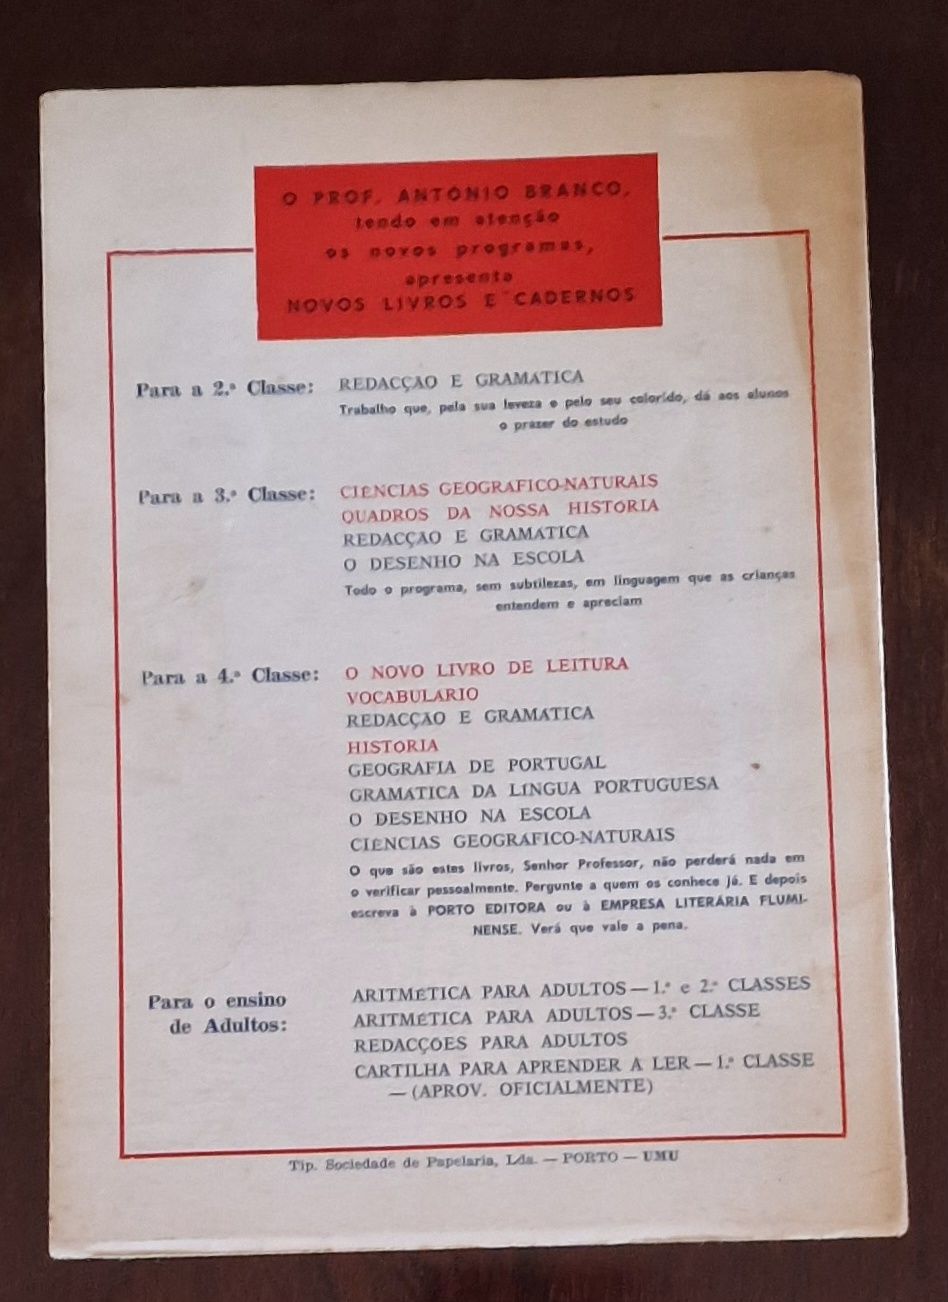 O PROF. ANTÓNIO BRANCO,
tendo em atenção
os novos programas,
apresenta
NOVOS LIVROS E CADERNOS
Para a 2.ª Classe: REDACÇÃO E GRAMÁTICA
Trabalho que, pela sua leveza e pelo seu colorido, dá aos alunos
o prazer do estudo
Para a 3.ª Classe: CIÊNCIAS GEOGRÁFICO-NATURAIS
QUADROS DA NOSSA HISTÓRIA
REDACÇÃO E GRAMÁTICA
O DESENHO NA ESCOLA
Todo o programa, sem subtilezas, em linguagem que as crianças
entendem e apreciam
Para a 4.ª Classe: O NOVO LIVRO DE LEITURA
VOCABULÁRIO
REDACÇÃO E GRAMÁTICA
HISTÓRIA
GEOGRAFIA DE PORTUGAL
GRAMÁTICA DA LÍNGUA PORTUGUESA
O DESENHO NA ESCOLA
CIÊNCIAS GEOGRÁFICO-NATURAIS
O que são estes livros, Senhor Professor, não perderá nada em
o verificar pessoalmente. Pergunte a quem os conhece já. E depois
escreva à PORTO EDITORA ou à EMPRESA LITERÁRIA FLUMI-
NENSE. Verá que vale a pena.
Para o ensino
de Adultos:
ARITMÉTICA PARA ADULTOS — 1.ª e 2.ª CLASSES
ARITMÉTICA PARA ADULTOS — 3.ª CLASSE
REDACÇÕES PARA ADULTOS
CARTILHA PARA APRENDER A LER — 1.ª CLASSE
— (APROV. OFICIALMENTE)
Tip. Sociedade de Papelaria, Lda. — PORTO — UMU